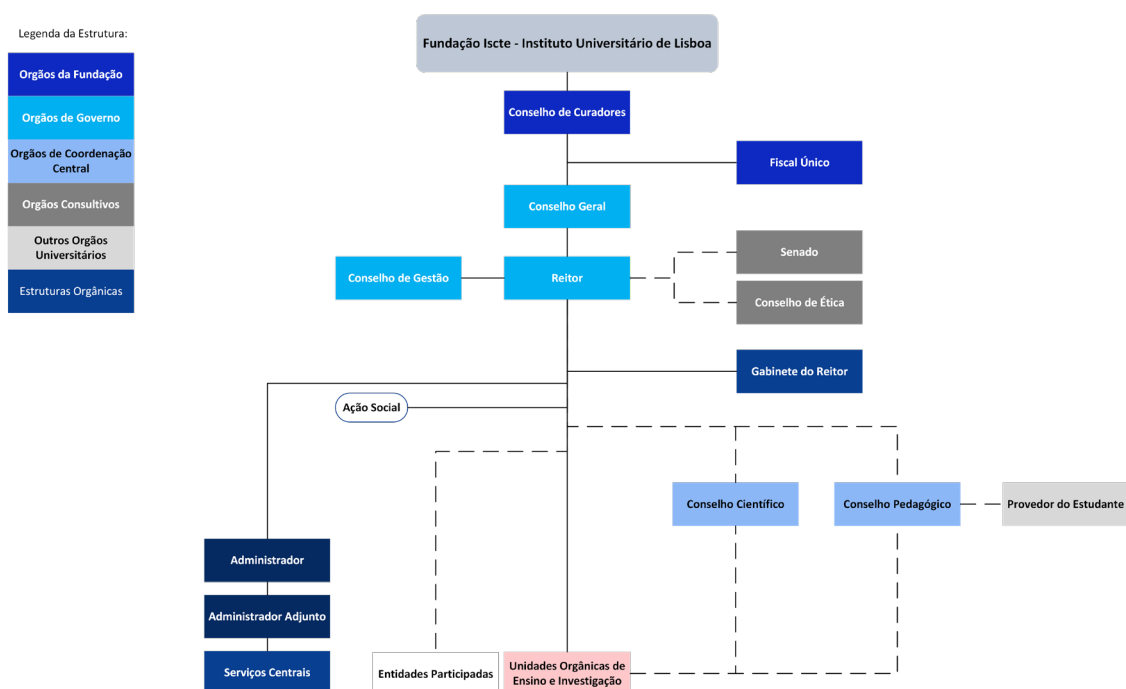 Legenda da Estrutura:
Orgãos da Fundação
Orgãos de Governo
Orgãos de Coordenação
Central
Orgãos Consultivos
Outros Orgãos
Universitários
Estruturas Orgânicas
Fundação Iscte - Instituto Universitário de Lisboa
Conselho de Curadores
Fiscal Único
Conselho Geral
Senado
Conselho de Gestão
Reitor
Conselho de Ética
Gabinete do Reitor
Ação Social
Conselho Científico
Conselho Pedagógico
Provedor do Estudante
Administrador
Administrador Adjunto
Serviços Centrais
Entidades Participadas
Unidades Orgânicas de
Ensino e Investigação